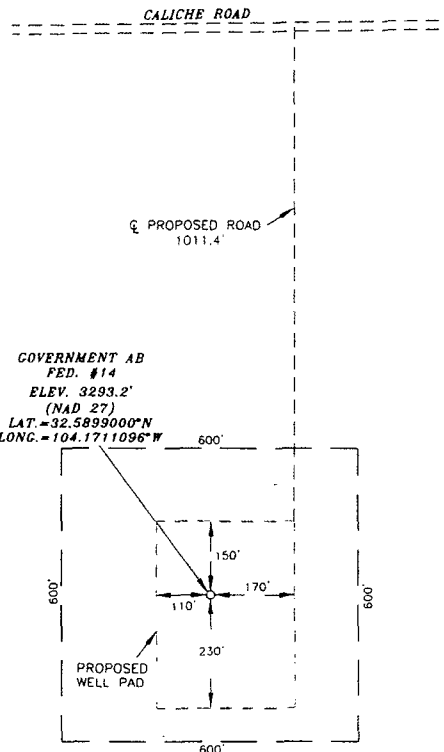 CALICHE ROAD
℄ PROPOSED ROAD
1011.4'
GOVERNMENT AB
FED. #14
ELEV. 3293.2'
(NAD 27)
LAT.=32.5899000°N
LONG.=104.1711096°W
600'
150'
600'
110'
170'
600'
230'
PROPOSED
WELL PAD
600'